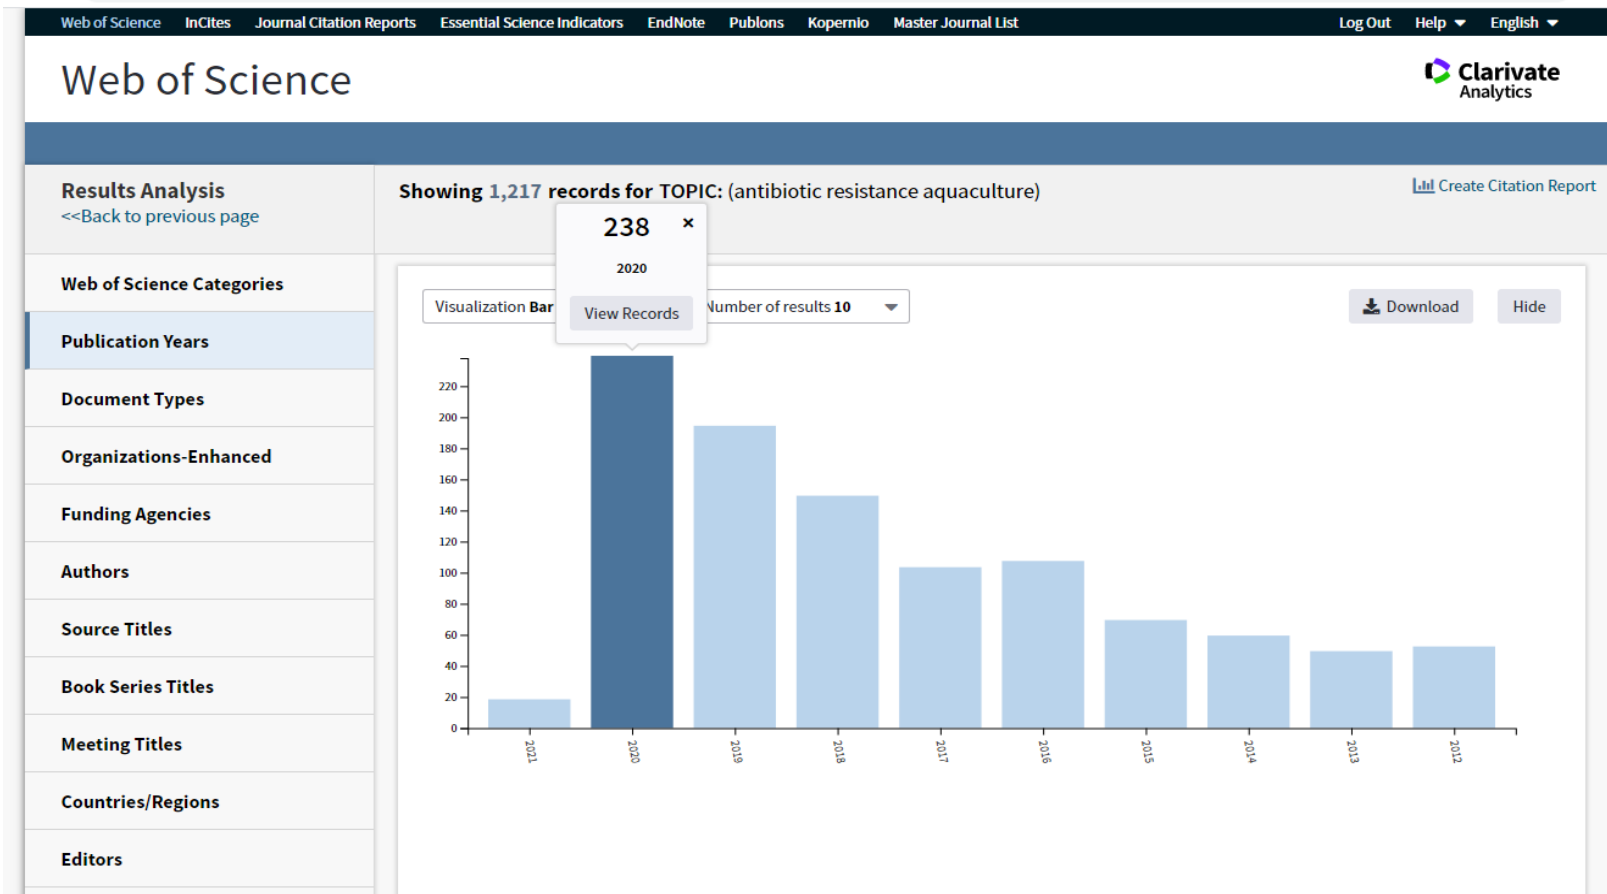 Web of Science InCites Journal Citation Reports Essential Science Indicators EndNote Publons Kopernio Master Journal List Log Out Help English
Web of Science
Clarivate
Analytics
Results Analysis
<<Back to previous page
Showing 1,217 records for TOPIC: (antibiotic resistance aquaculture)
Create Citation Report
238 ×
2020
View Records
Web of Science Categories
Publication Years
Document Types
Organizations-Enhanced
Funding Agencies
Authors
Source Titles
Book Series Titles
Meeting Titles
Countries/Regions
Editors
Visualization Bar
Number of results 10
Download
Hide
220
200
180
160
140
120
100
80
60
40
20
0
2021 2020 2019 2018 2017 2016 2015 2014 2013 2012